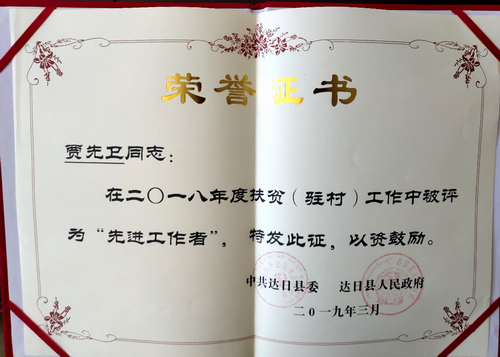 荣誉证书
贾先卫同志：
在二〇一八年度扶资（驻村）工作中被评
为“先进工作者”，特发此证，以资鼓励。
中共达日县委 达日县人民政府
二〇一九年三月